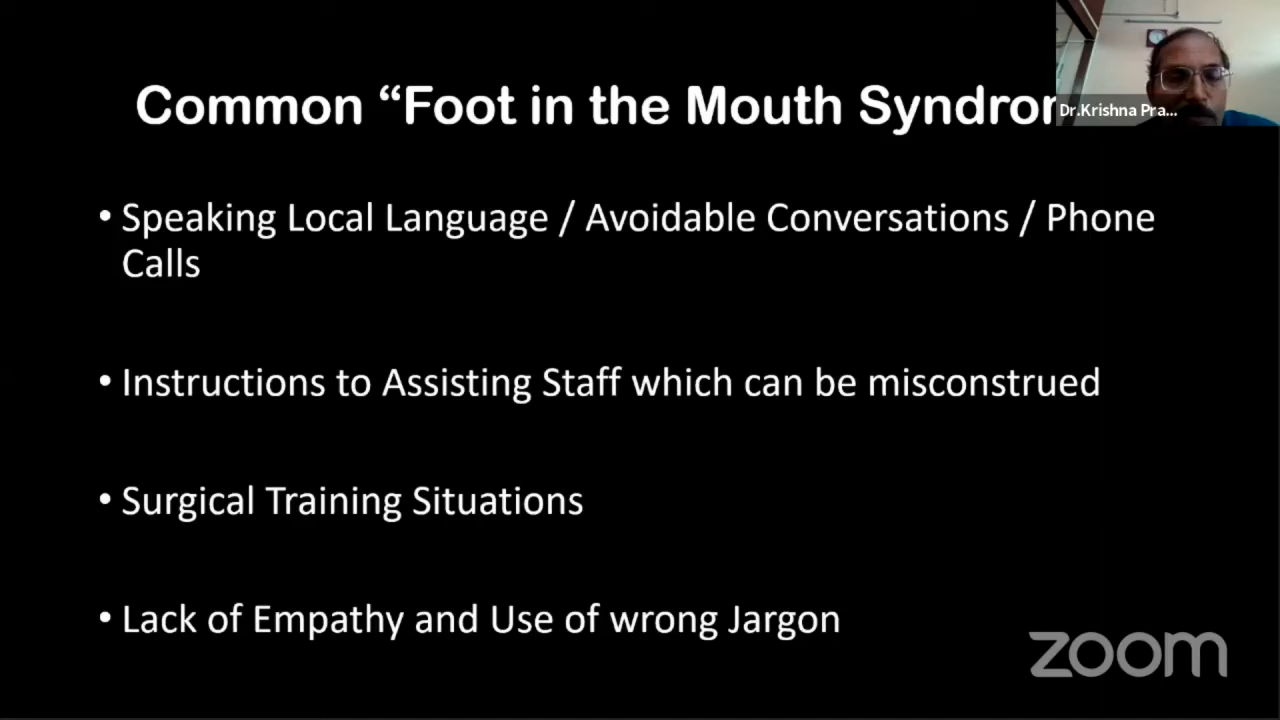 Common “Foot in the Mouth
Dr.Krishna Pra...
• Speaking Local Language / Avoidable Conversations / Phone
Calls
• Instructions to Assisting Staff which can be misconstrued
• Surgical Training Situations
• Lack of Empathy and Use of wrong Jargon
zoom